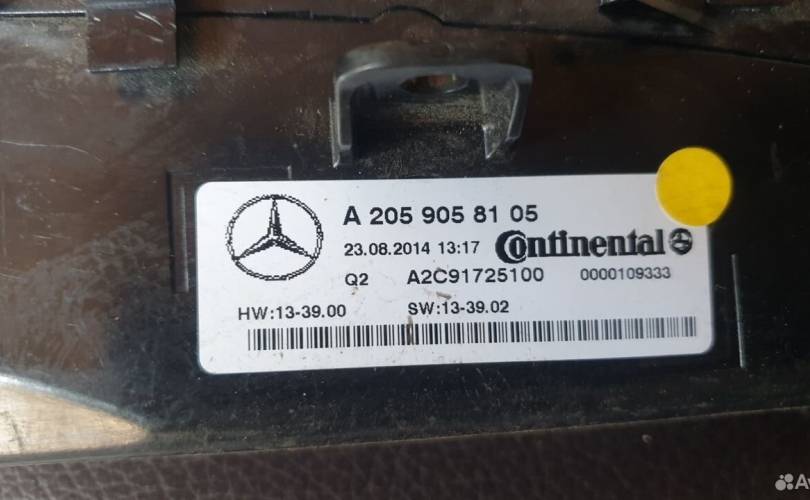 A 205 905 81 05
23.08.2014 13:17 Continental
Q2 A2C91725100 0000109333
HW:13-39.00 SW:13-39.02